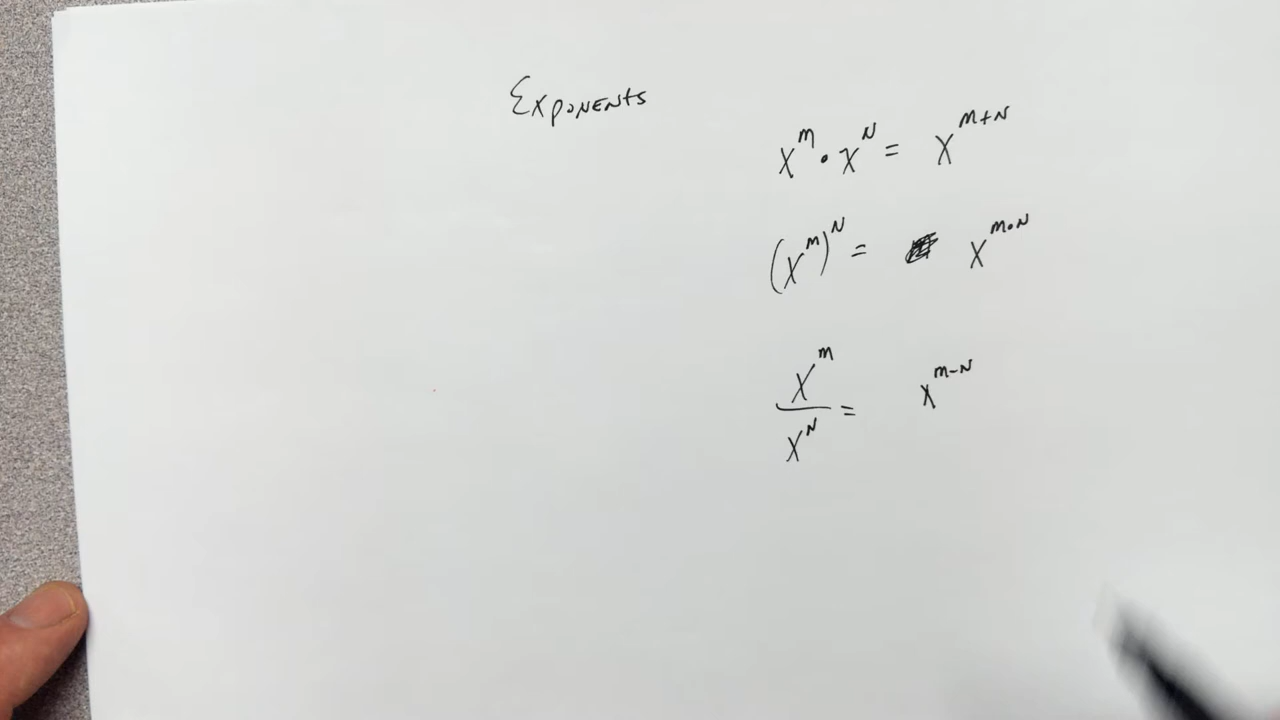 Exponents
x^m • x^N = x^(m+N)
(x^m)^N = x^(m•N)
x^m / x^N = x^(m-N)